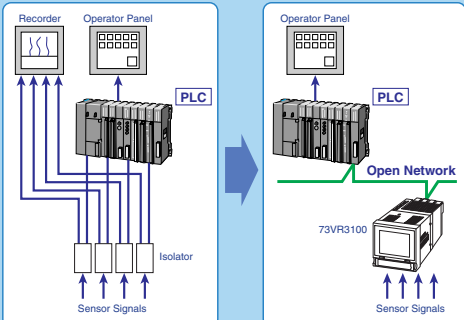 Recorder
Operator Panel
PLC
Isolator
Sensor Signals
Operator Panel
PLC
Open Network
73VR3100
Sensor Signals